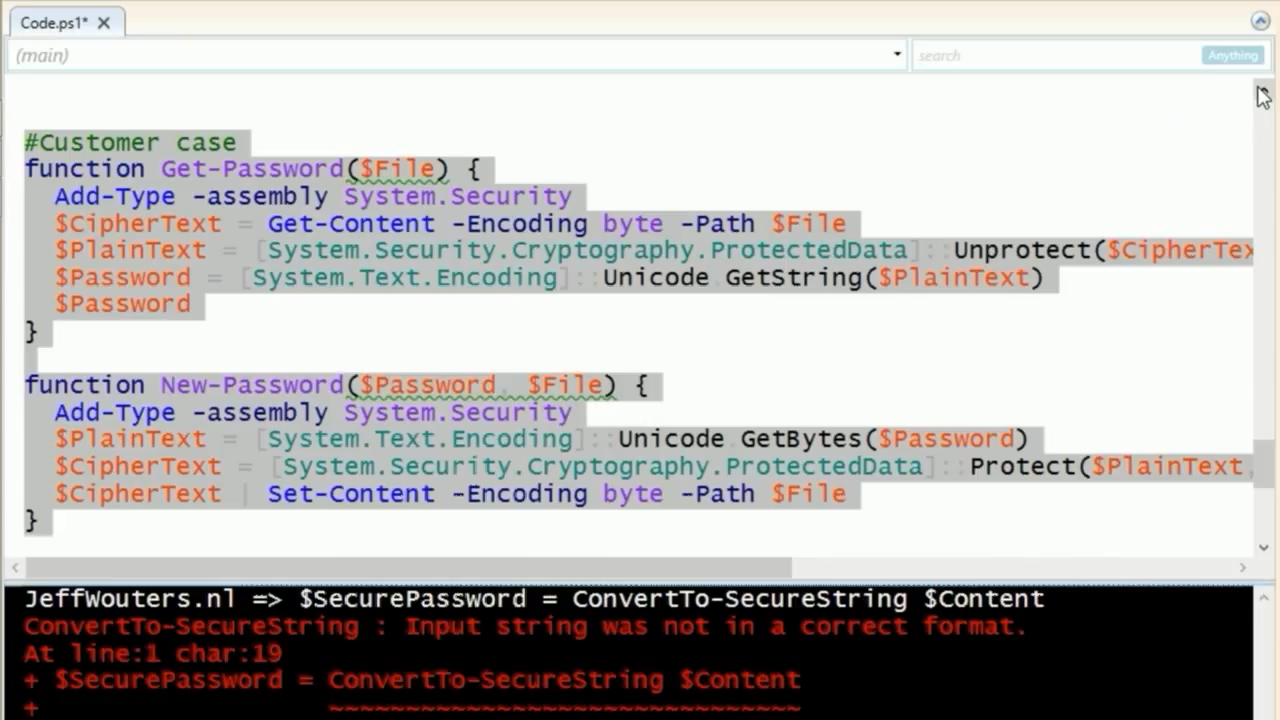 Code.ps1*
(main)
search
Anything
#Customer case
function Get-Password($File) {
Add-Type -assembly System.Security
$CipherText = Get-Content -Encoding byte -Path $File
$PlainText = [System.Security.Cryptography.ProtectedData]::Unprotect($CipherTex
$Password = [System.Text.Encoding]::Unicode.GetString($PlainText)
$Password
}
function New-Password($Password, $File) {
Add-Type -assembly System.Security
$PlainText = [System.Text.Encoding]::Unicode.GetBytes($Password)
$CipherText = [System.Security.Cryptography.ProtectedData]::Protect($PlainText,
$CipherText | Set-Content -Encoding byte -Path $File
}
JeffWouters.nl => $SecurePassword = ConvertTo-SecureString $Content
ConvertTo-SecureString : Input string was not in a correct format.
At line:1 char:19
+ $SecurePassword = ConvertTo-SecureString $Content
+ ~~~~~~~~~~~~~~~~~~~~~~~~~~~~~~~